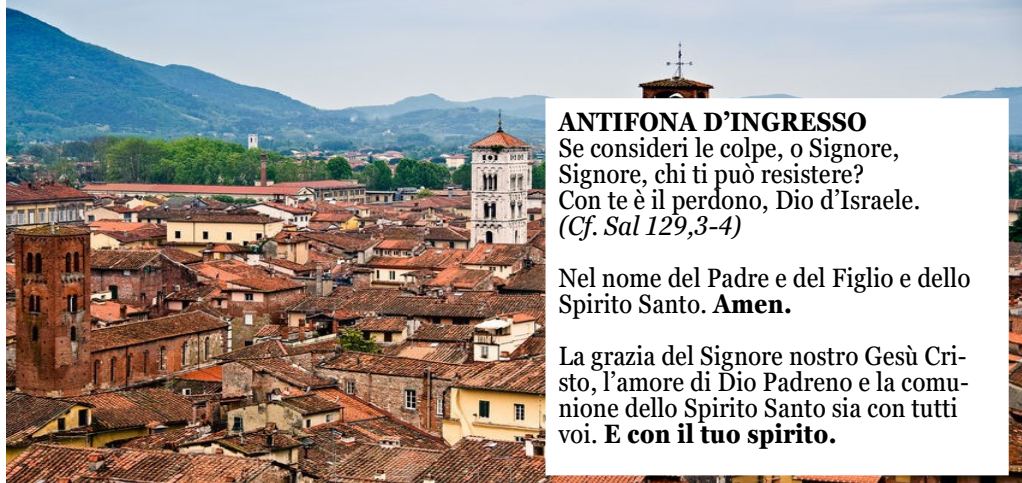 ANTIFONA D’INGRESSO
Se consideri le colpe, o Signore,
Signore, chi ti può resistere?
Con te è il perdono, Dio d’Israele.
(Cf. Sal 129,3-4)
Nel nome del Padre e del Figlio e dello
Spirito Santo. Amen.
La grazia del Signore nostro Gesù Cri-
sto, l’amore di Dio Padreno e la comu-
nione dello Spirito Santo sia con tutti
voi. E con il tuo spirito.